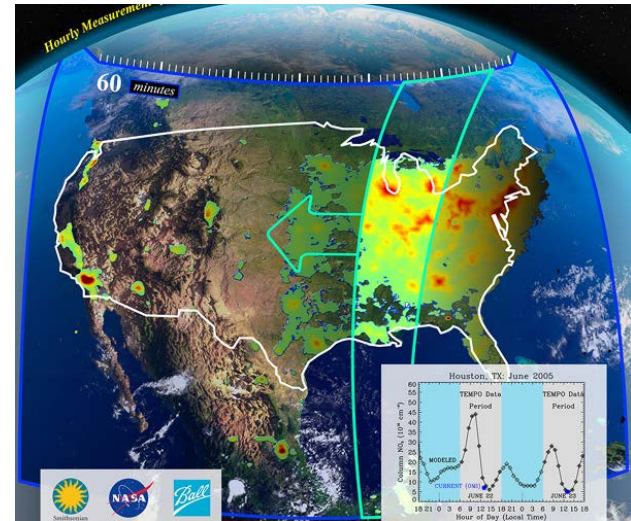 Hourly Measurement
60 minutes
Houston, TX: June 2005
TEMPO Data
Period
TEMPO Data
Period
MODELED
CURRENT (OMI)
JUNE 22
JUNE 23
Column NO₂ (10¹⁵ cm⁻²)
60
55
50
45
40
35
30
25
20
15
10
5
0
18 21 0 3 6 9 12 15 18 21 0 3 6 9 12 15 18
Hour of Day (Local Time)
Smithsonian
NASA
Ball